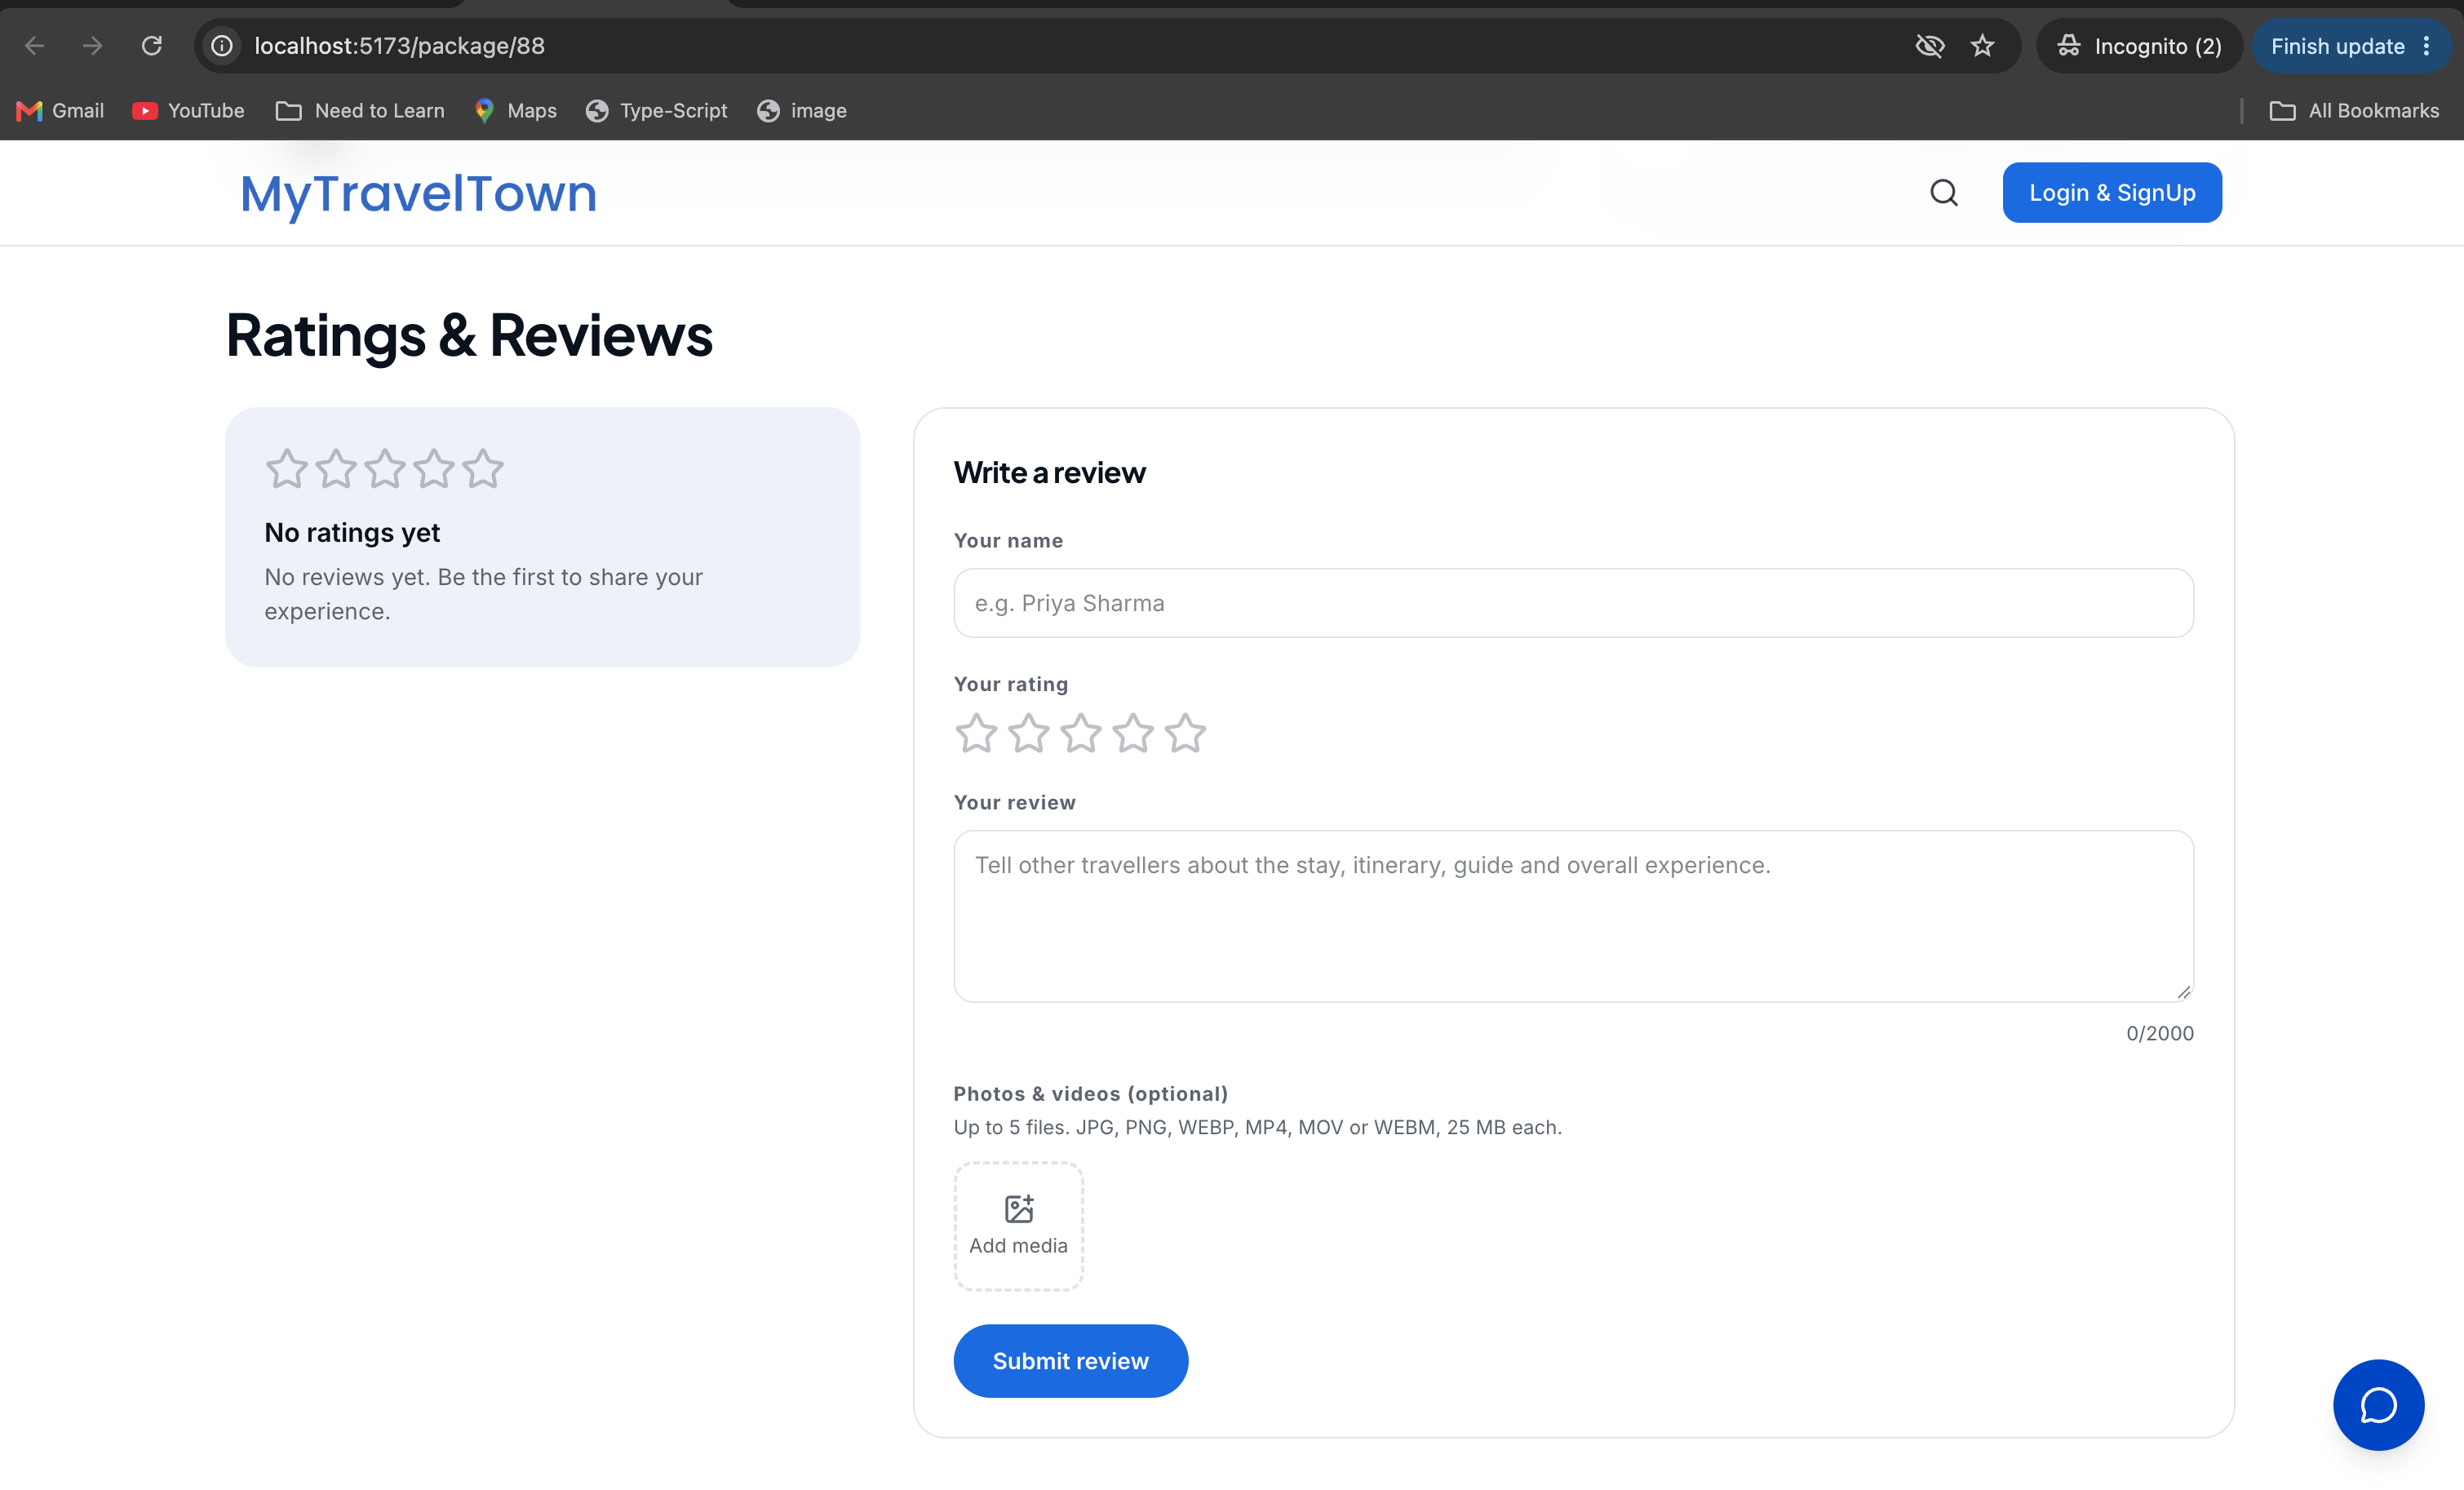 localhost:5173/package/88
Incognito (2)
Finish update
Gmail
YouTube
Need to Learn
Maps
Type-Script
image
All Bookmarks
MyTravelTown
Login & SignUp
Ratings & Reviews
No ratings yet
No reviews yet. Be the first to share your
experience.
Write a review
Your name
e.g. Priya Sharma
Your rating
Your review
Tell other travellers about the stay, itinerary, guide and overall experience.
0/2000
Photos & videos (optional)
Up to 5 files. JPG, PNG, WEBP, MP4, MOV or WEBM, 25 MB each.
Add media
Submit review